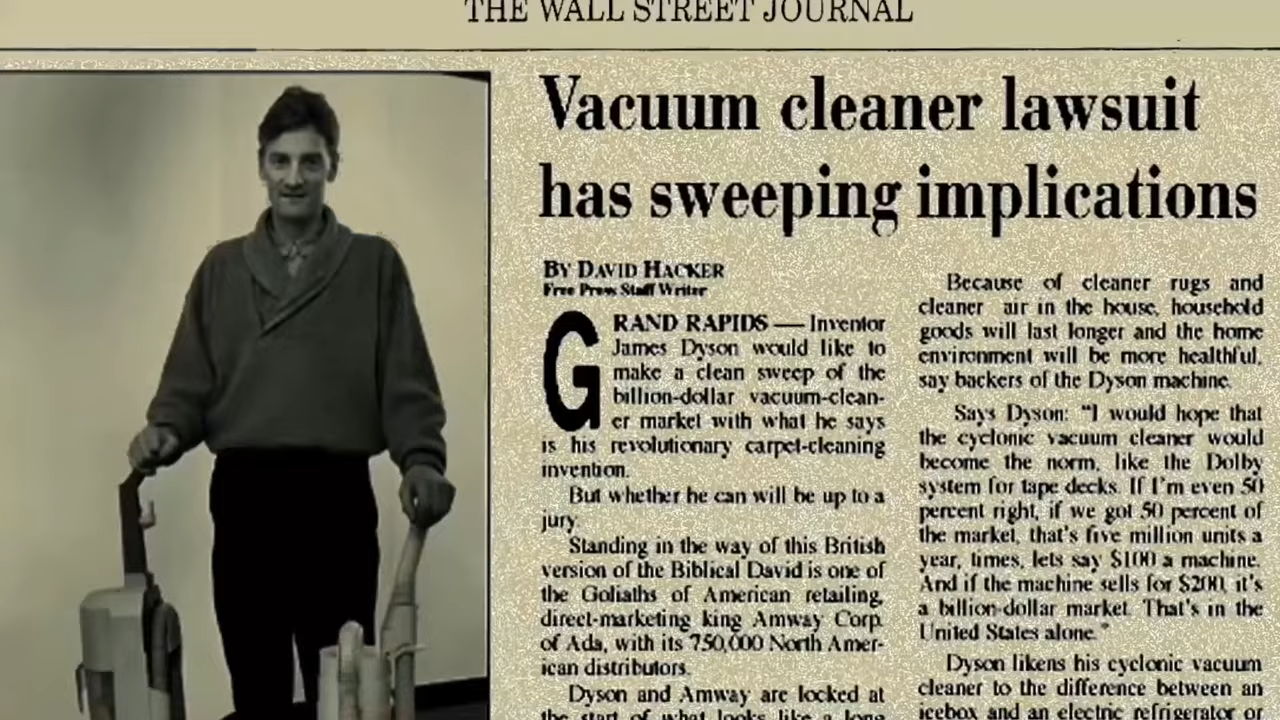 THE WALL STREET JOURNAL
Vacuum cleaner lawsuit
has sweeping implications
BY DAVID HACKER
Free Press Staff Writer
GRAND RAPIDS — Inventor
James Dyson would like to
make a clean sweep of the
billion-dollar vacuum-clean-
er market with what he says
is his revolutionary carpet-cleaning
invention.
But whether he can will be up to a
jury.
Standing in the way of this British
version of the Biblical David is one of
the Goliaths of American retailing,
direct-marketing king Amway Corp.
of Ada, with its 750,000 North Amer-
ican distributors.
Dyson and Amway are locked at
the start of what looks like a long
Because of cleaner rugs and
cleaner air in the house, household
goods will last longer and the home
environment will be more healthful,
say backers of the Dyson machine.
Says Dyson: "I would hope that
the cyclonic vacuum cleaner would
become the norm, like the Dolby
system for tape decks. If I'm even 50
percent right, if we got 50 percent of
the market, that's five million units a
year, times, lets say $100 a machine.
And if the machine sells for $200, it's
a billion-dollar market. That's in the
United States alone."
Dyson likens his cyclonic vacuum
cleaner to the difference between an
icebox and an electric refrigerator or